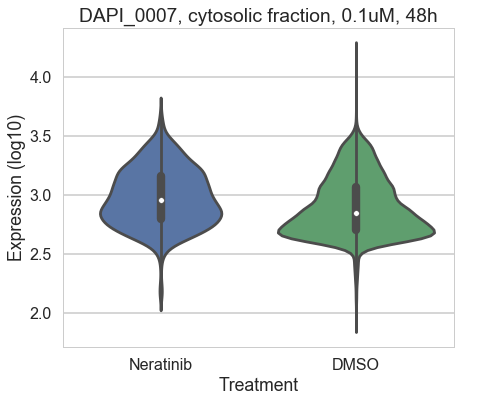 DAPI_0007, cytosolic fraction, 0.1uM, 48h
Expression (log10)
4.0
3.5
3.0
2.5
2.0
Neratinib DMSO
Treatment